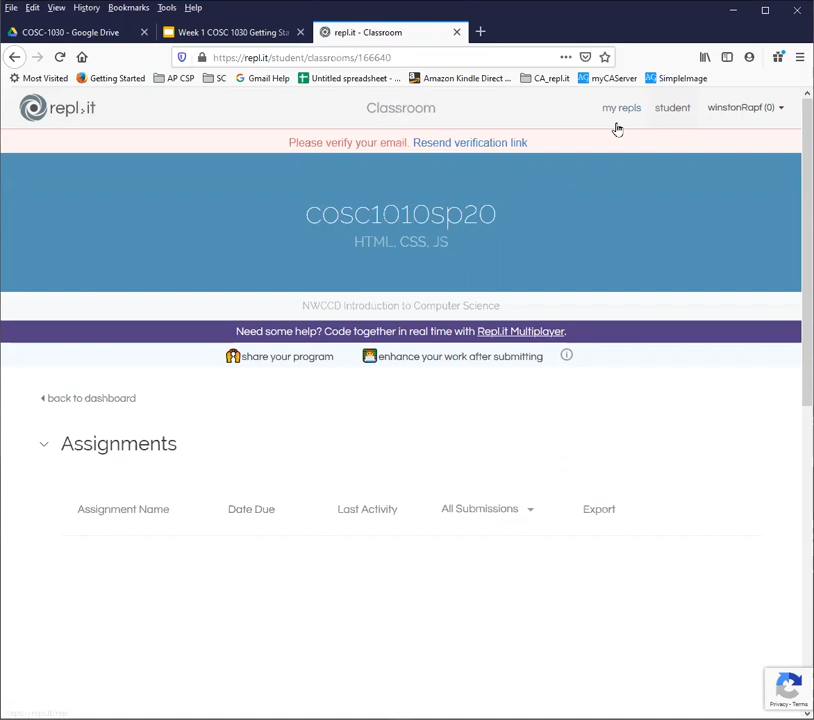 File Edit View History Bookmarks Tools Help
COSC-1030 - Google Drive
Week 1 COSC 1030 Getting Sta
repl.it - Classroom
https://repl.it/student/classrooms/166640
Most Visited Getting Started AP CSP SC Gmail Help Untitled spreadsheet -... Amazon Kindle Direct ... CA_repl.it myCAServer SimpleImage
repl.it Classroom my repls student winstonRapf (0)
Please verify your email. Resend verification link
cosc1010sp20
HTML, CSS, JS
NWCCD Introduction to Computer Science
Need some help? Code together in real time with Repl.it Multiplayer.
share your program enhance your work after submitting
back to dashboard
Assignments
Assignment Name Date Due Last Activity All Submissions Export
Privacy - Terms